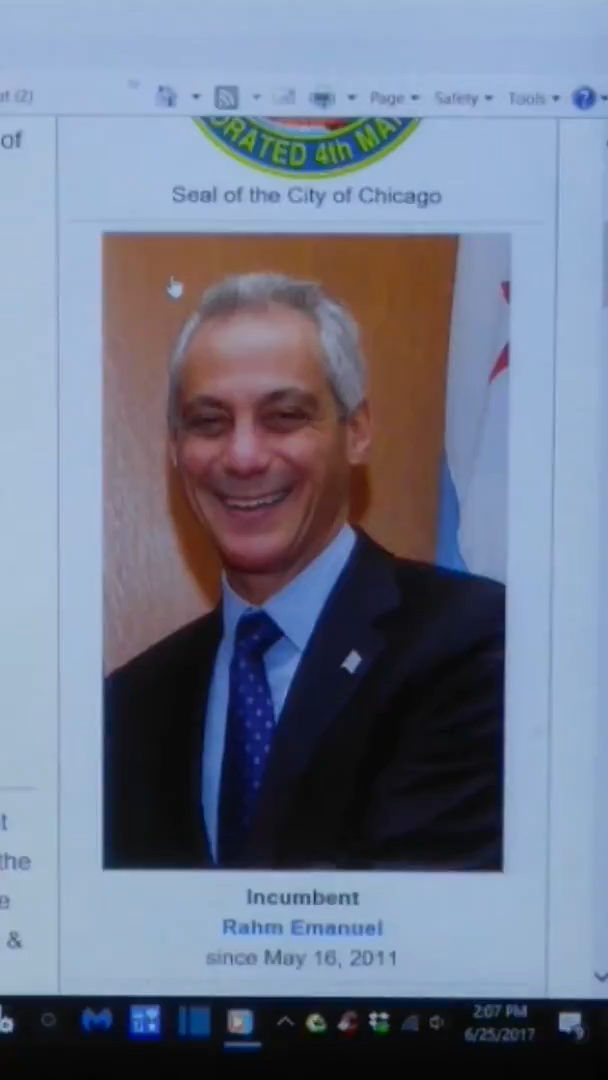 Page
Safety
Tools
of
ORATED 4th MA
Seal of the City of Chicago
Incumbent
Rahm Emanuel
since May 16, 2011
t
the
e
&
2:07 PM
6/25/2017